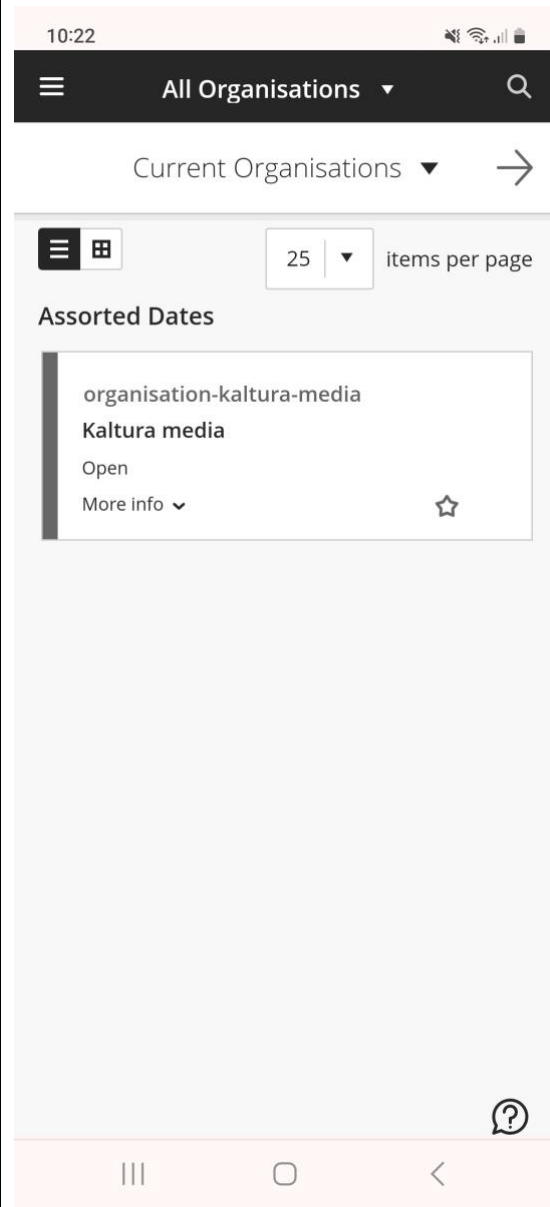 10:22
All Organisations
Current Organisations
25 items per page
Assorted Dates
organisation-kaltura-media
Kaltura media
Open
More info
?